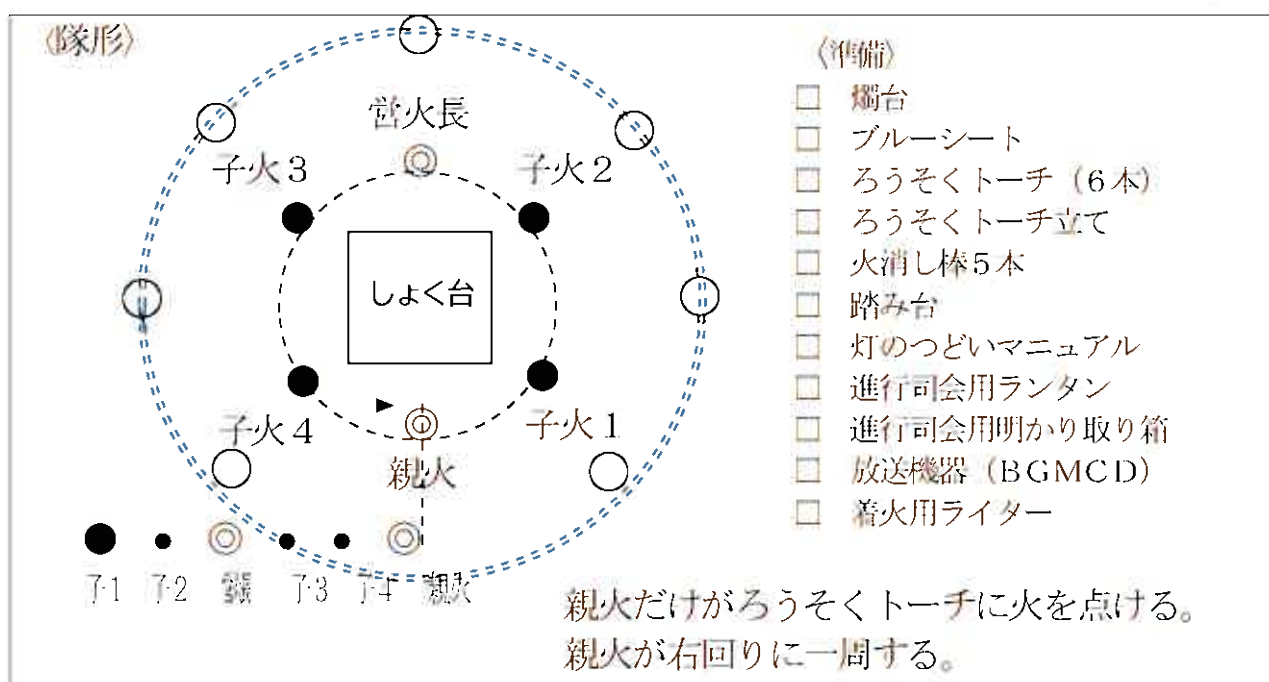 〈隊形〉
営火長
子火3
子火2
しょく台
子火4
子火1
親火
子1 子2 子3 子4 親火
〈準備〉
□ 燭台
□ ブルーシート
□ ろうそくトーチ（6本）
□ ろうそくトーチ立て
□ 火消し棒5本
□ 踏み台
□ 灯のつどいマニュアル
□ 進行司会用ランタン
□ 進行司会用明かり取り箱
□ 放送機器（BGMCD）
□ 着火用ライター
親火だけがろうそくトーチに火を点ける。
親火が右回りに一周する。